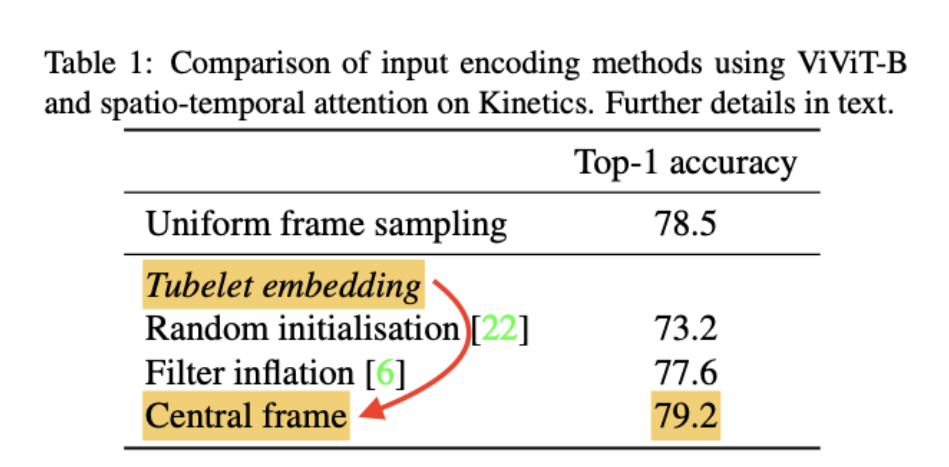 Table 1: Comparison of input encoding methods using ViViT-B
and spatio-temporal attention on Kinetics. Further details in text.
Top-1 accuracy
Uniform frame sampling 78.5
Tubelet embedding
Random initialisation [22] 73.2
Filter inflation [6] 77.6
Central frame 79.2